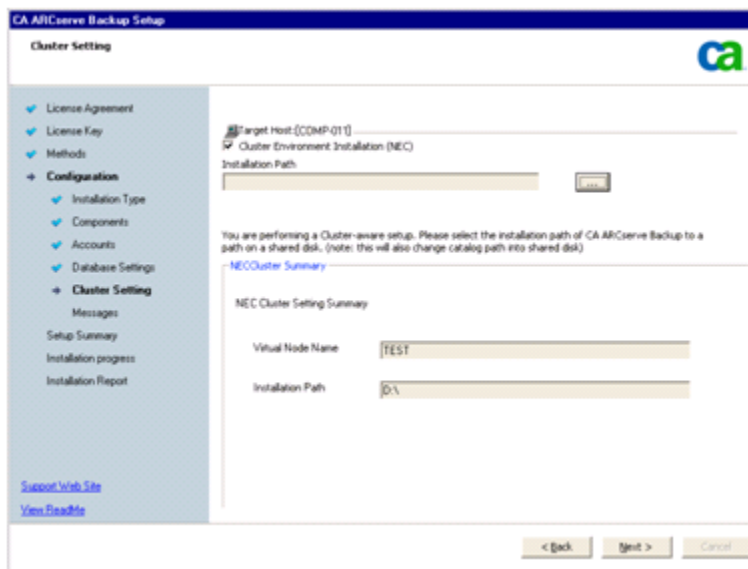 CA ARCserve Backup Setup
Cluster Setting
ca
License Agreement
License Key
Methods
Configuration
Installation Type
Components
Accounts
Database Settings
Cluster Setting
Messages
Setup Summary
Installation progress
Installation Report
Support Web Site
View ReadMe
Target Host:[COMP-011]
Cluster Environment Installation (NEC)
Installation Path
...
You are performing a Cluster-aware setup. Please select the installation path of CA ARCserve Backup to a
path on a shared disk. (note: this will also change catalog path into shared disk)
NECCluster Summary
NEC Cluster Setting Summary
Virtual Node Name
TEST
Installation Path
D:\
< Back
Next >
Cancel